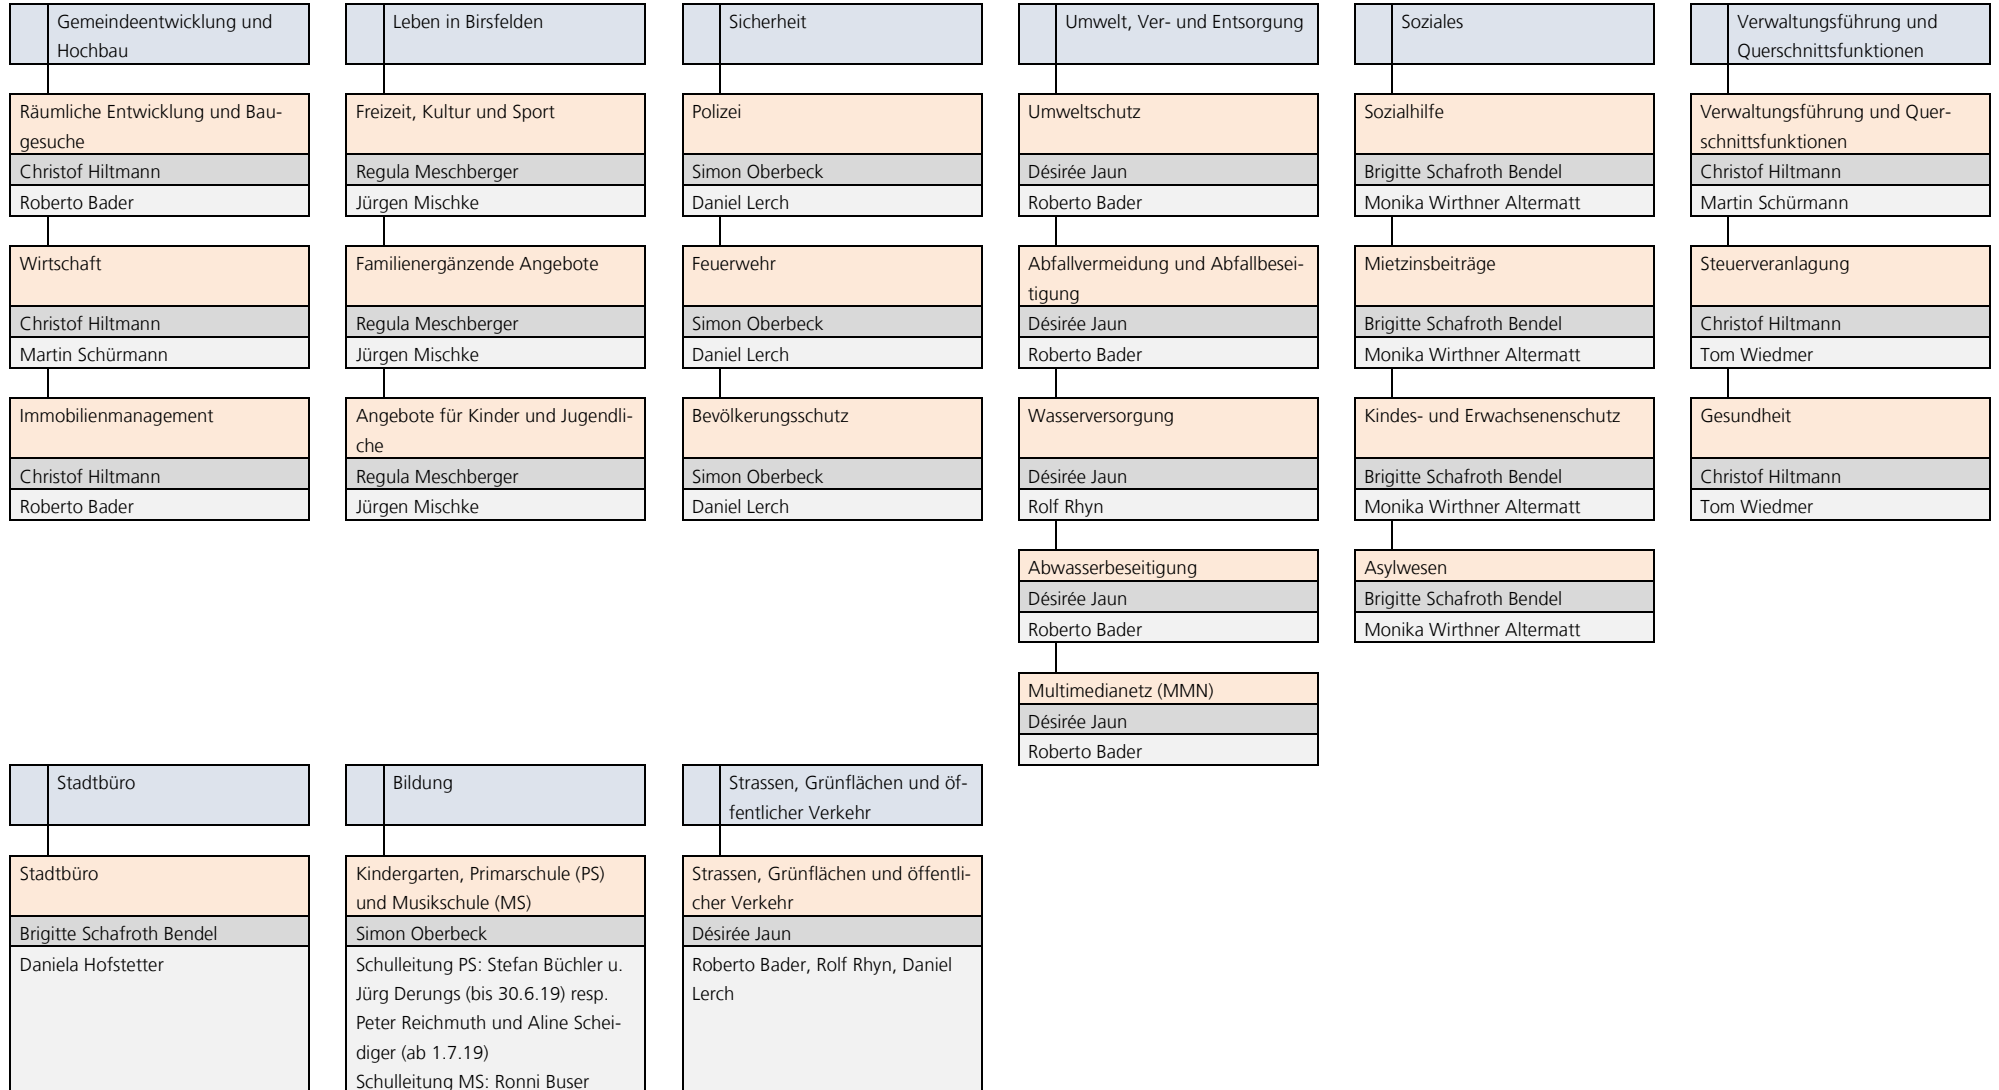 Gemeindeentwicklung und
Hochbau
Räumliche Entwicklung und Bau-
gesuche
Christof Hiltmann
Roberto Bader
Wirtschaft
Christof Hiltmann
Martin Schürmann
Immobilienmanagement
Christof Hiltmann
Roberto Bader
Leben in Birsfelden
Freizeit, Kultur und Sport
Regula Meschberger
Jürgen Mischke
Familienergänzende Angebote
Regula Meschberger
Jürgen Mischke
Angebote für Kinder und Jugendli-
che
Regula Meschberger
Jürgen Mischke
Sicherheit
Polizei
Simon Oberbeck
Daniel Lerch
Feuerwehr
Simon Oberbeck
Daniel Lerch
Bevölkerungsschutz
Simon Oberbeck
Daniel Lerch
Umwelt, Ver- und Entsorgung
Umweltschutz
Désirée Jaun
Roberto Bader
Abfallvermeidung und Abfallbesei-
tigung
Désirée Jaun
Roberto Bader
Wasserversorgung
Désirée Jaun
Rolf Rhyn
Abwasserbeseitigung
Désirée Jaun
Roberto Bader
Multimedianetz (MMN)
Désirée Jaun
Roberto Bader
Soziales
Sozialhilfe
Brigitte Schafroth Bendel
Monika Wirthner Altermatt
Mietzinsbeiträge
Brigitte Schafroth Bendel
Monika Wirthner Altermatt
Kindes- und Erwachsenenschutz
Brigitte Schafroth Bendel
Monika Wirthner Altermatt
Asylwesen
Brigitte Schafroth Bendel
Monika Wirthner Altermatt
Verwaltungsführung und
Querschnittsfunktionen
Verwaltungsführung und Quer-
schnittsfunktionen
Christof Hiltmann
Martin Schürmann
Steuerveranlagung
Christof Hiltmann
Tom Wiedmer
Gesundheit
Christof Hiltmann
Tom Wiedmer
Stadtbüro
Stadtbüro
Brigitte Schafroth Bendel
Daniela Hofstetter
Bildung
Kindergarten, Primarschule (PS)
und Musikschule (MS)
Simon Oberbeck
Schulleitung PS: Stefan Büchler u.
Jürg Derungs (bis 30.6.19) resp.
Peter Reichmuth und Aline Schei-
diger (ab 1.7.19)
Schulleitung MS: Ronni Buser
Strassen, Grünflächen und öf-
fentlicher Verkehr
Strassen, Grünflächen und öffentli-
cher Verkehr
Désirée Jaun
Roberto Bader, Rolf Rhyn, Daniel
Lerch